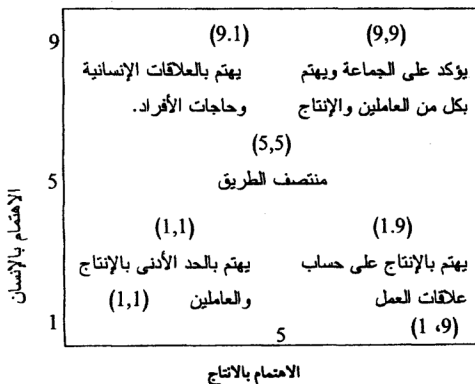 9
(9.1)
(9,9)
يهتم بالعلاقات الإنسانية
وحاجات الأفراد.
يؤكد على الجماعة ويهتم
بكل من العاملين والإنتاج
(5,5)
5
منتصف الطريق
(1,1)
(1.9)
يهتم بالحد الأدنى بالإنتاج
والعاملين (1,1)
يهتم بالإنتاج على حساب
علاقات العمل
(1 ،9)
1
5
الاهتمام بالإنسان
الاهتمام بالانتاج